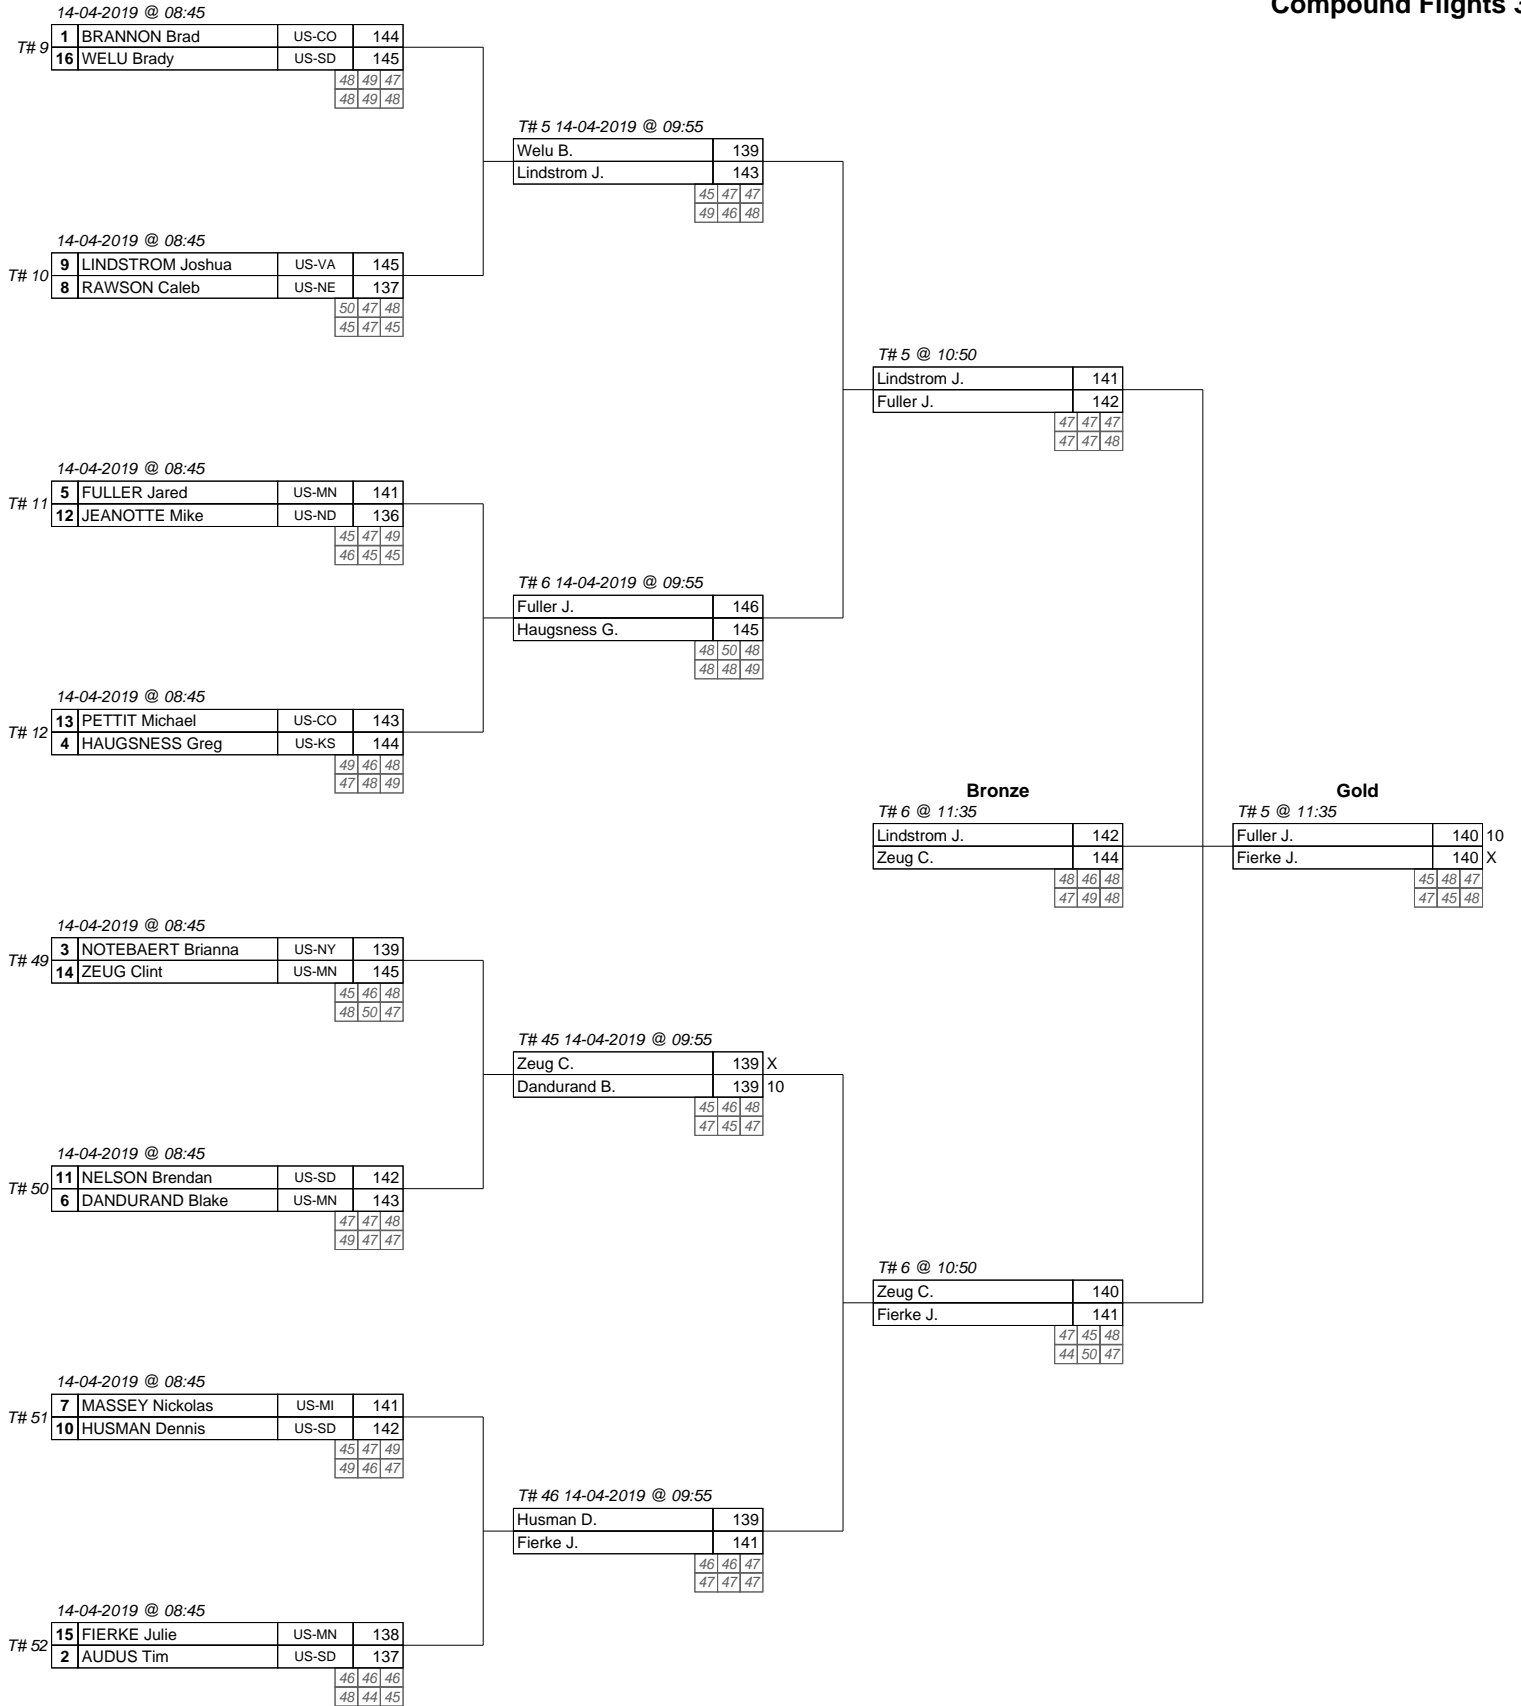 Compound Flights 3
14-04-2019 @ 08:45
T# 9
1 BRANNON Brad US-CO 144
16 WELU Brady US-SD 145
48 49 47
48 49 48
T# 5 14-04-2019 @ 09:55
Welu B. 139
Lindstrom J. 143
45 47 47
49 46 48
14-04-2019 @ 08:45
T# 10
9 LINDSTROM Joshua US-VA 145
8 RAWSON Caleb US-NE 137
50 47 48
45 47 45
T# 5 @ 10:50
Lindstrom J. 141
Fuller J. 142
47 47 47
47 47 48
14-04-2019 @ 08:45
T# 11
5 FULLER Jared US-MN 141
12 JEANOTTE Mike US-ND 136
45 47 49
46 45 45
T# 6 14-04-2019 @ 09:55
Fuller J. 146
Haugsness G. 145
48 50 48
48 48 49
14-04-2019 @ 08:45
T# 12
13 PETTIT Michael US-CO 143
4 HAUGSNESS Greg US-KS 144
49 46 48
47 48 49
Bronze
T# 6 @ 11:35
Lindstrom J. 142
Zeug C. 144
48 46 48
47 49 48
Gold
T# 5 @ 11:35
Fuller J. 140 10
Fierke J. 140 X
45 48 47
47 45 48
14-04-2019 @ 08:45
T# 49
3 NOTEBAERT Brianna US-NY 139
14 ZEUG Clint US-MN 145
45 46 48
48 50 47
T# 45 14-04-2019 @ 09:55
Zeug C. 139 X
Dandurand B. 139 10
45 46 48
47 45 47
14-04-2019 @ 08:45
T# 50
11 NELSON Brendan US-SD 142
6 DANDURAND Blake US-MN 143
47 47 48
49 47 47
T# 6 @ 10:50
Zeug C. 140
Fierke J. 141
47 45 48
44 50 47
14-04-2019 @ 08:45
T# 51
7 MASSEY Nickolas US-MI 141
10 HUSMAN Dennis US-SD 142
45 47 49
49 46 47
T# 46 14-04-2019 @ 09:55
Husman D. 139
Fierke J. 141
46 46 47
47 47 47
14-04-2019 @ 08:45
T# 52
15 FIERKE Julie US-MN 138
2 AUDUS Tim US-SD 137
46 46 46
48 44 45